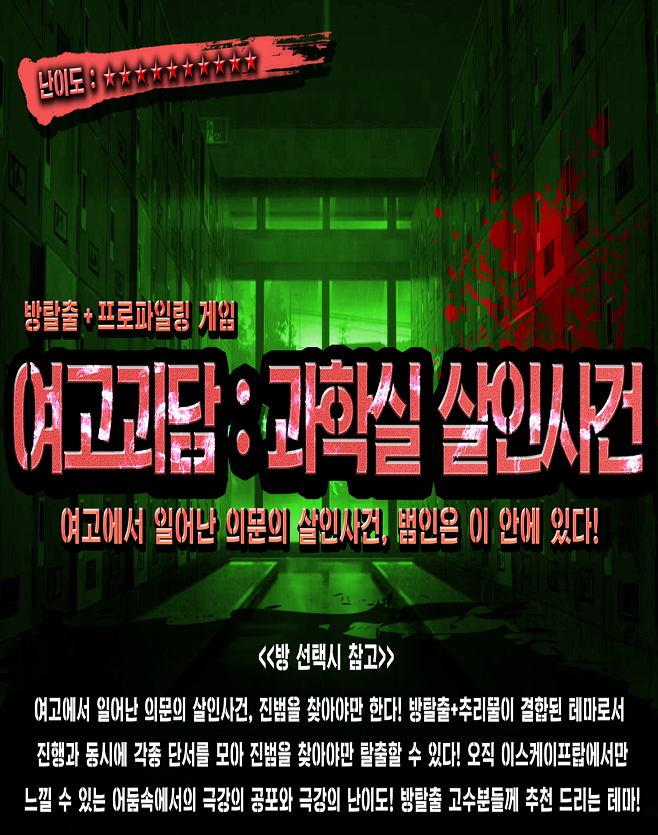 난이도 : ★★★★★★★★★★
방탈출 + 프로파일링 게임
여고괴담 : 과학실 살인사건
여고에서 일어난 의문의 살인사건, 범인은 이 안에 있다!
<<방 선택시 참고>>
여고에서 일어난 의문의 살인사건, 진범을 찾아야만 한다! 방탈출+추리물이 결합된 테마로서
진행과 동시에 각종 단서를 모아 진범을 찾아야만 탈출할 수 있다! 오직 이스케이프탑에서만
느낄 수 있는 어둠속에서의 극강의 공포와 극강의 난이도! 방탈출 고수분들께 추천 드리는 테마!